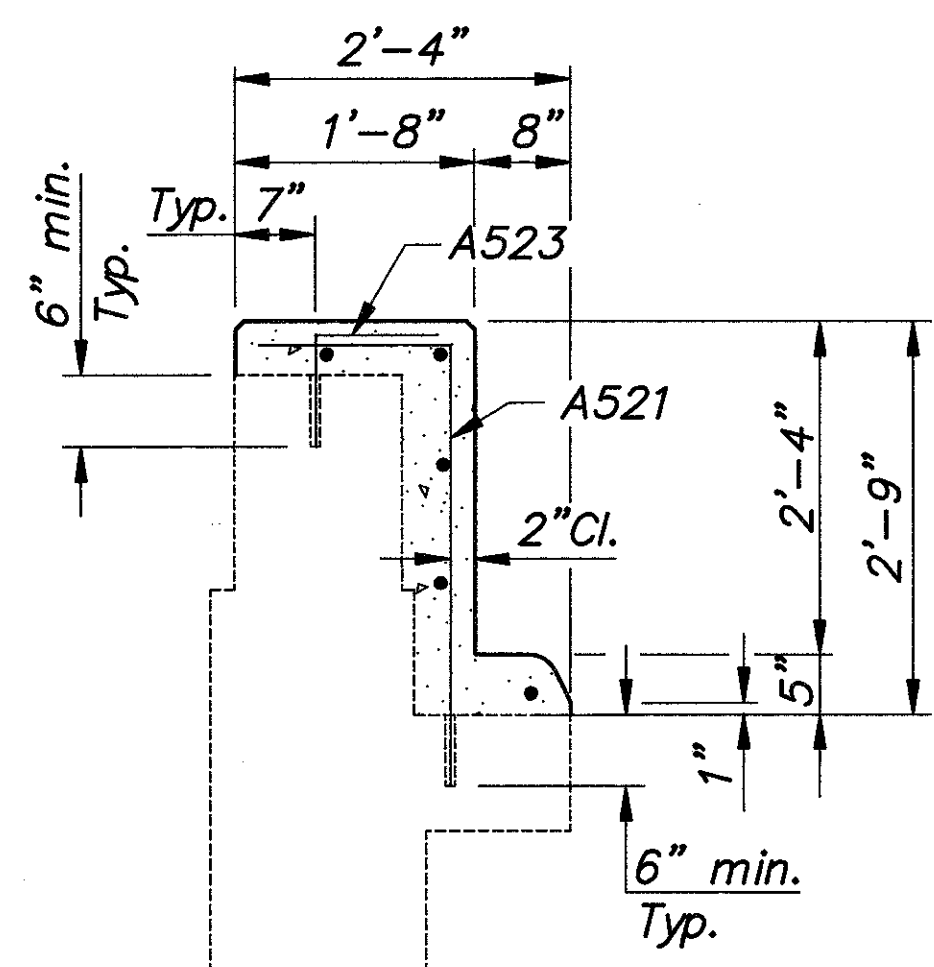 2'-4"
1'-8"
8"
6" min.
Typ.
Typ. 7"
A523
A521
2"Cl.
2'-4"
2'-9"
5"
1"
6" min.
Typ.